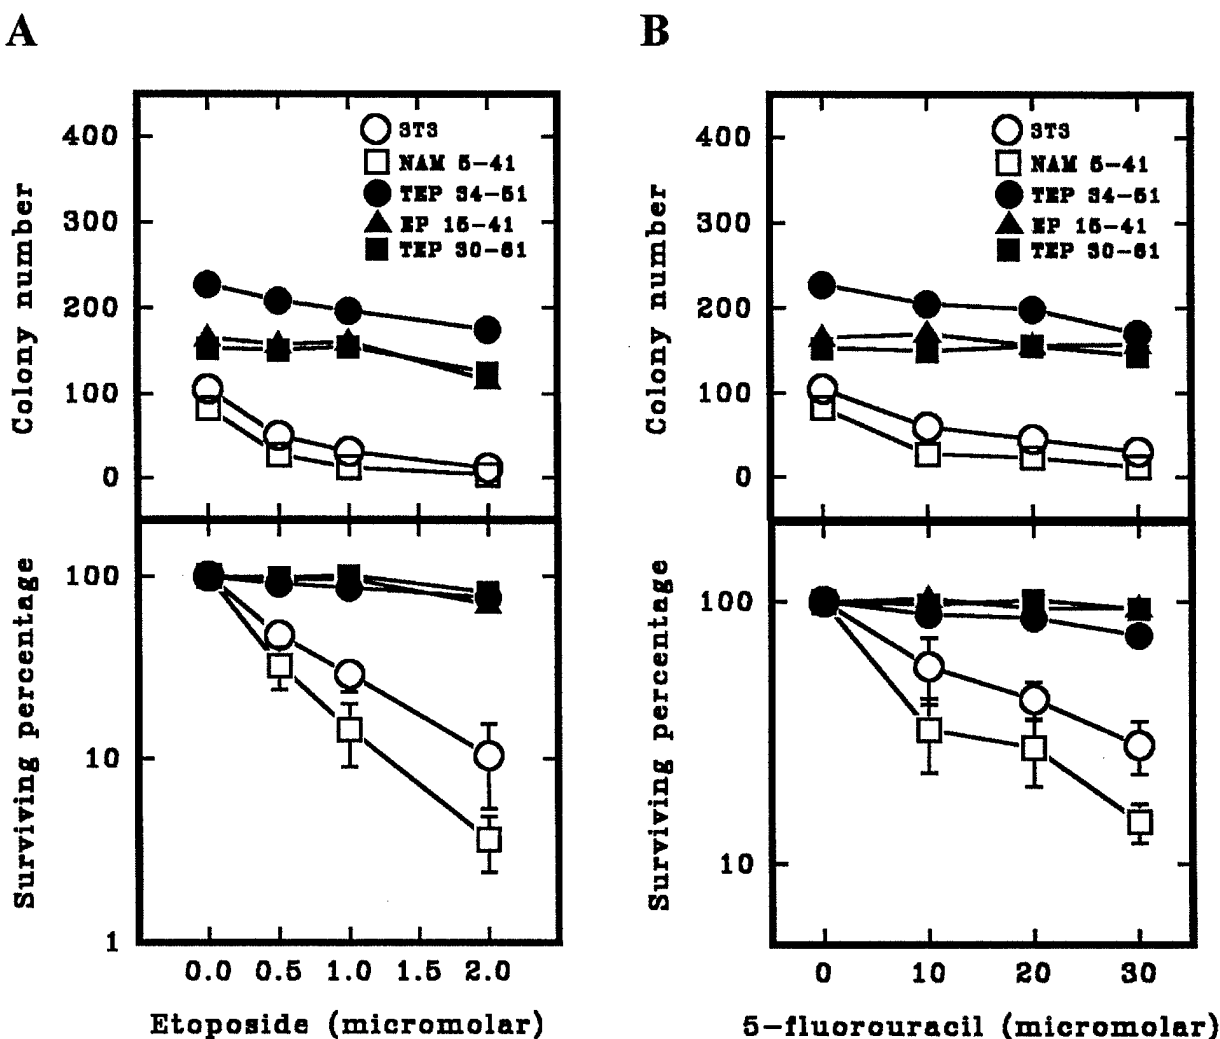 A
B
400
300
200
100
0
Colony number
3T3
NAM 5-41
TEP 34-51
EP 15-41
TEP 30-61
400
300
200
100
0
Colony number
3T3
NAM 5-41
TEP 34-51
EP 15-41
TEP 30-61
100
10
1
Surviving percentage
0.0 0.5 1.0 1.5 2.0
Etoposide (micromolar)
100
10
Surviving percentage
0 10 20 30
5-fluorouracil (micromolar)